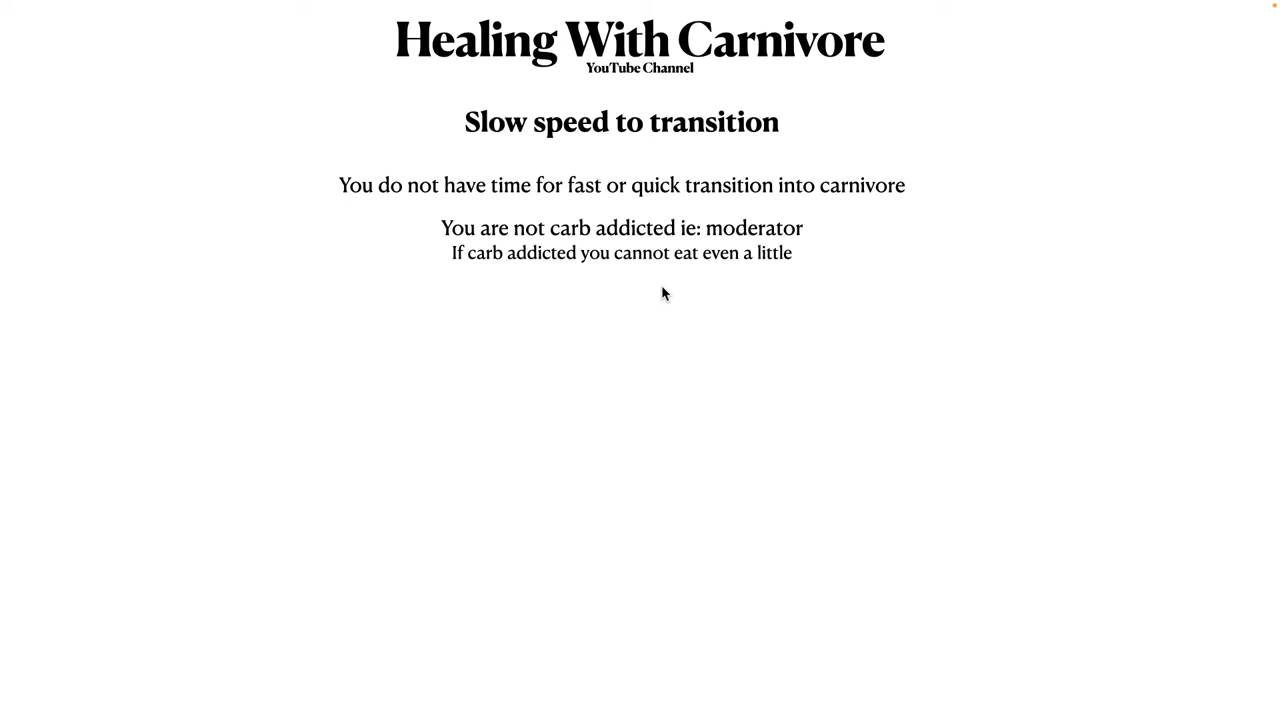 Healing With Carnivore
YouTube Channel
Slow speed to transition
You do not have time for fast or quick transition into carnivore
You are not carb addicted ie: moderator
If carb addicted you cannot eat even a little